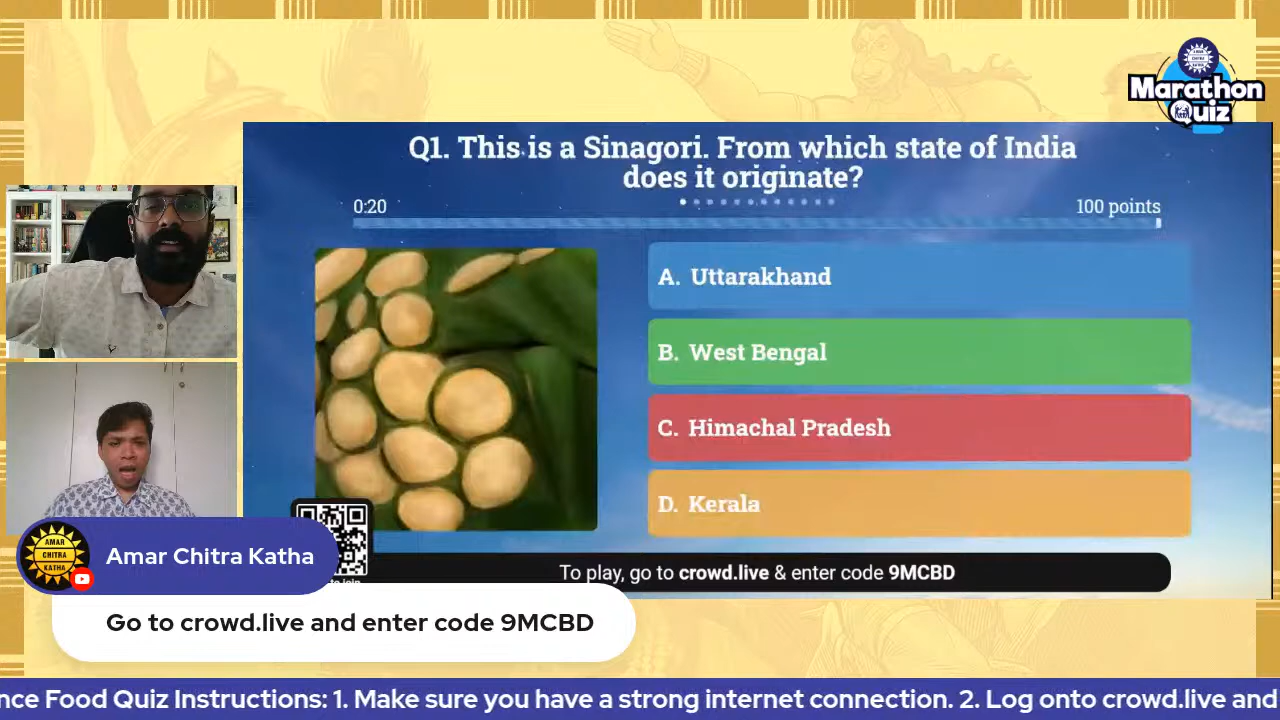 Marathon
Quiz
Q1. This is a Sinagori. From which state of India
does it originate?
0:20
100 points
A. Uttarakhand
B. West Bengal
C. Himachal Pradesh
D. Kerala
To play, go to crowd.live & enter code 9MCBD
AMAR
CHITRA
KATHA
Amar Chitra Katha
Go to crowd.live and enter code 9MCBD
nce Food Quiz Instructions: 1. Make sure you have a strong internet connection. 2. Log onto crowd.live and